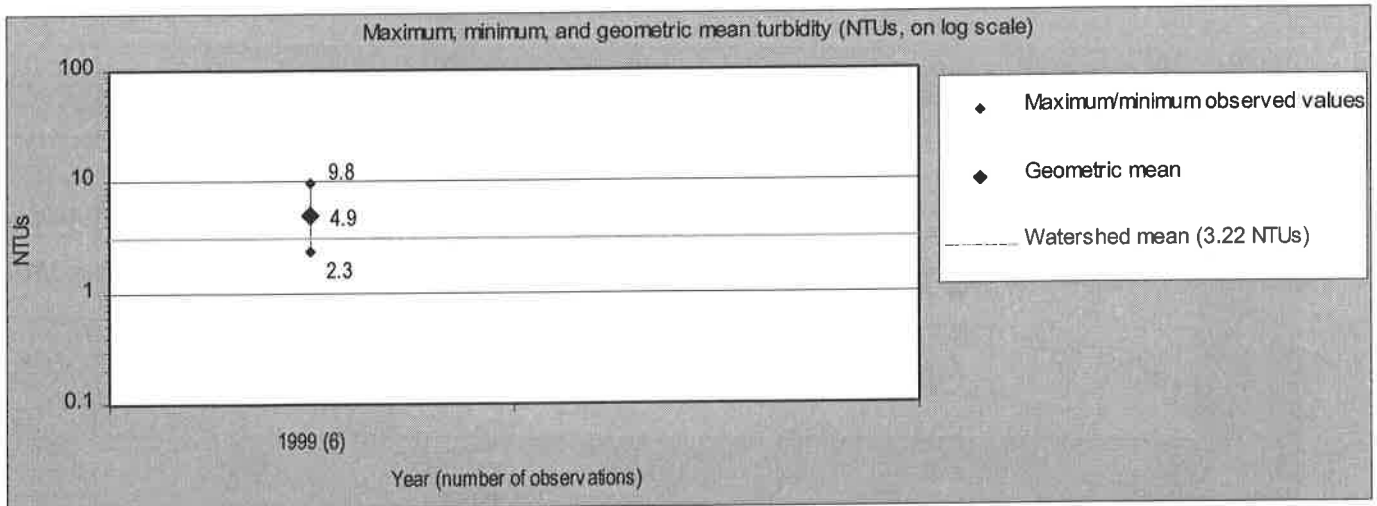 Maximum, minimum, and geometric mean turbidity (NTUs, on log scale)
100
10
1
0.1
NTUs
9.8
4.9
2.3
1999 (6)
Year (number of observations)
Maximum/minimum observed values
Geometric mean
Watershed mean (3.22 NTUs)